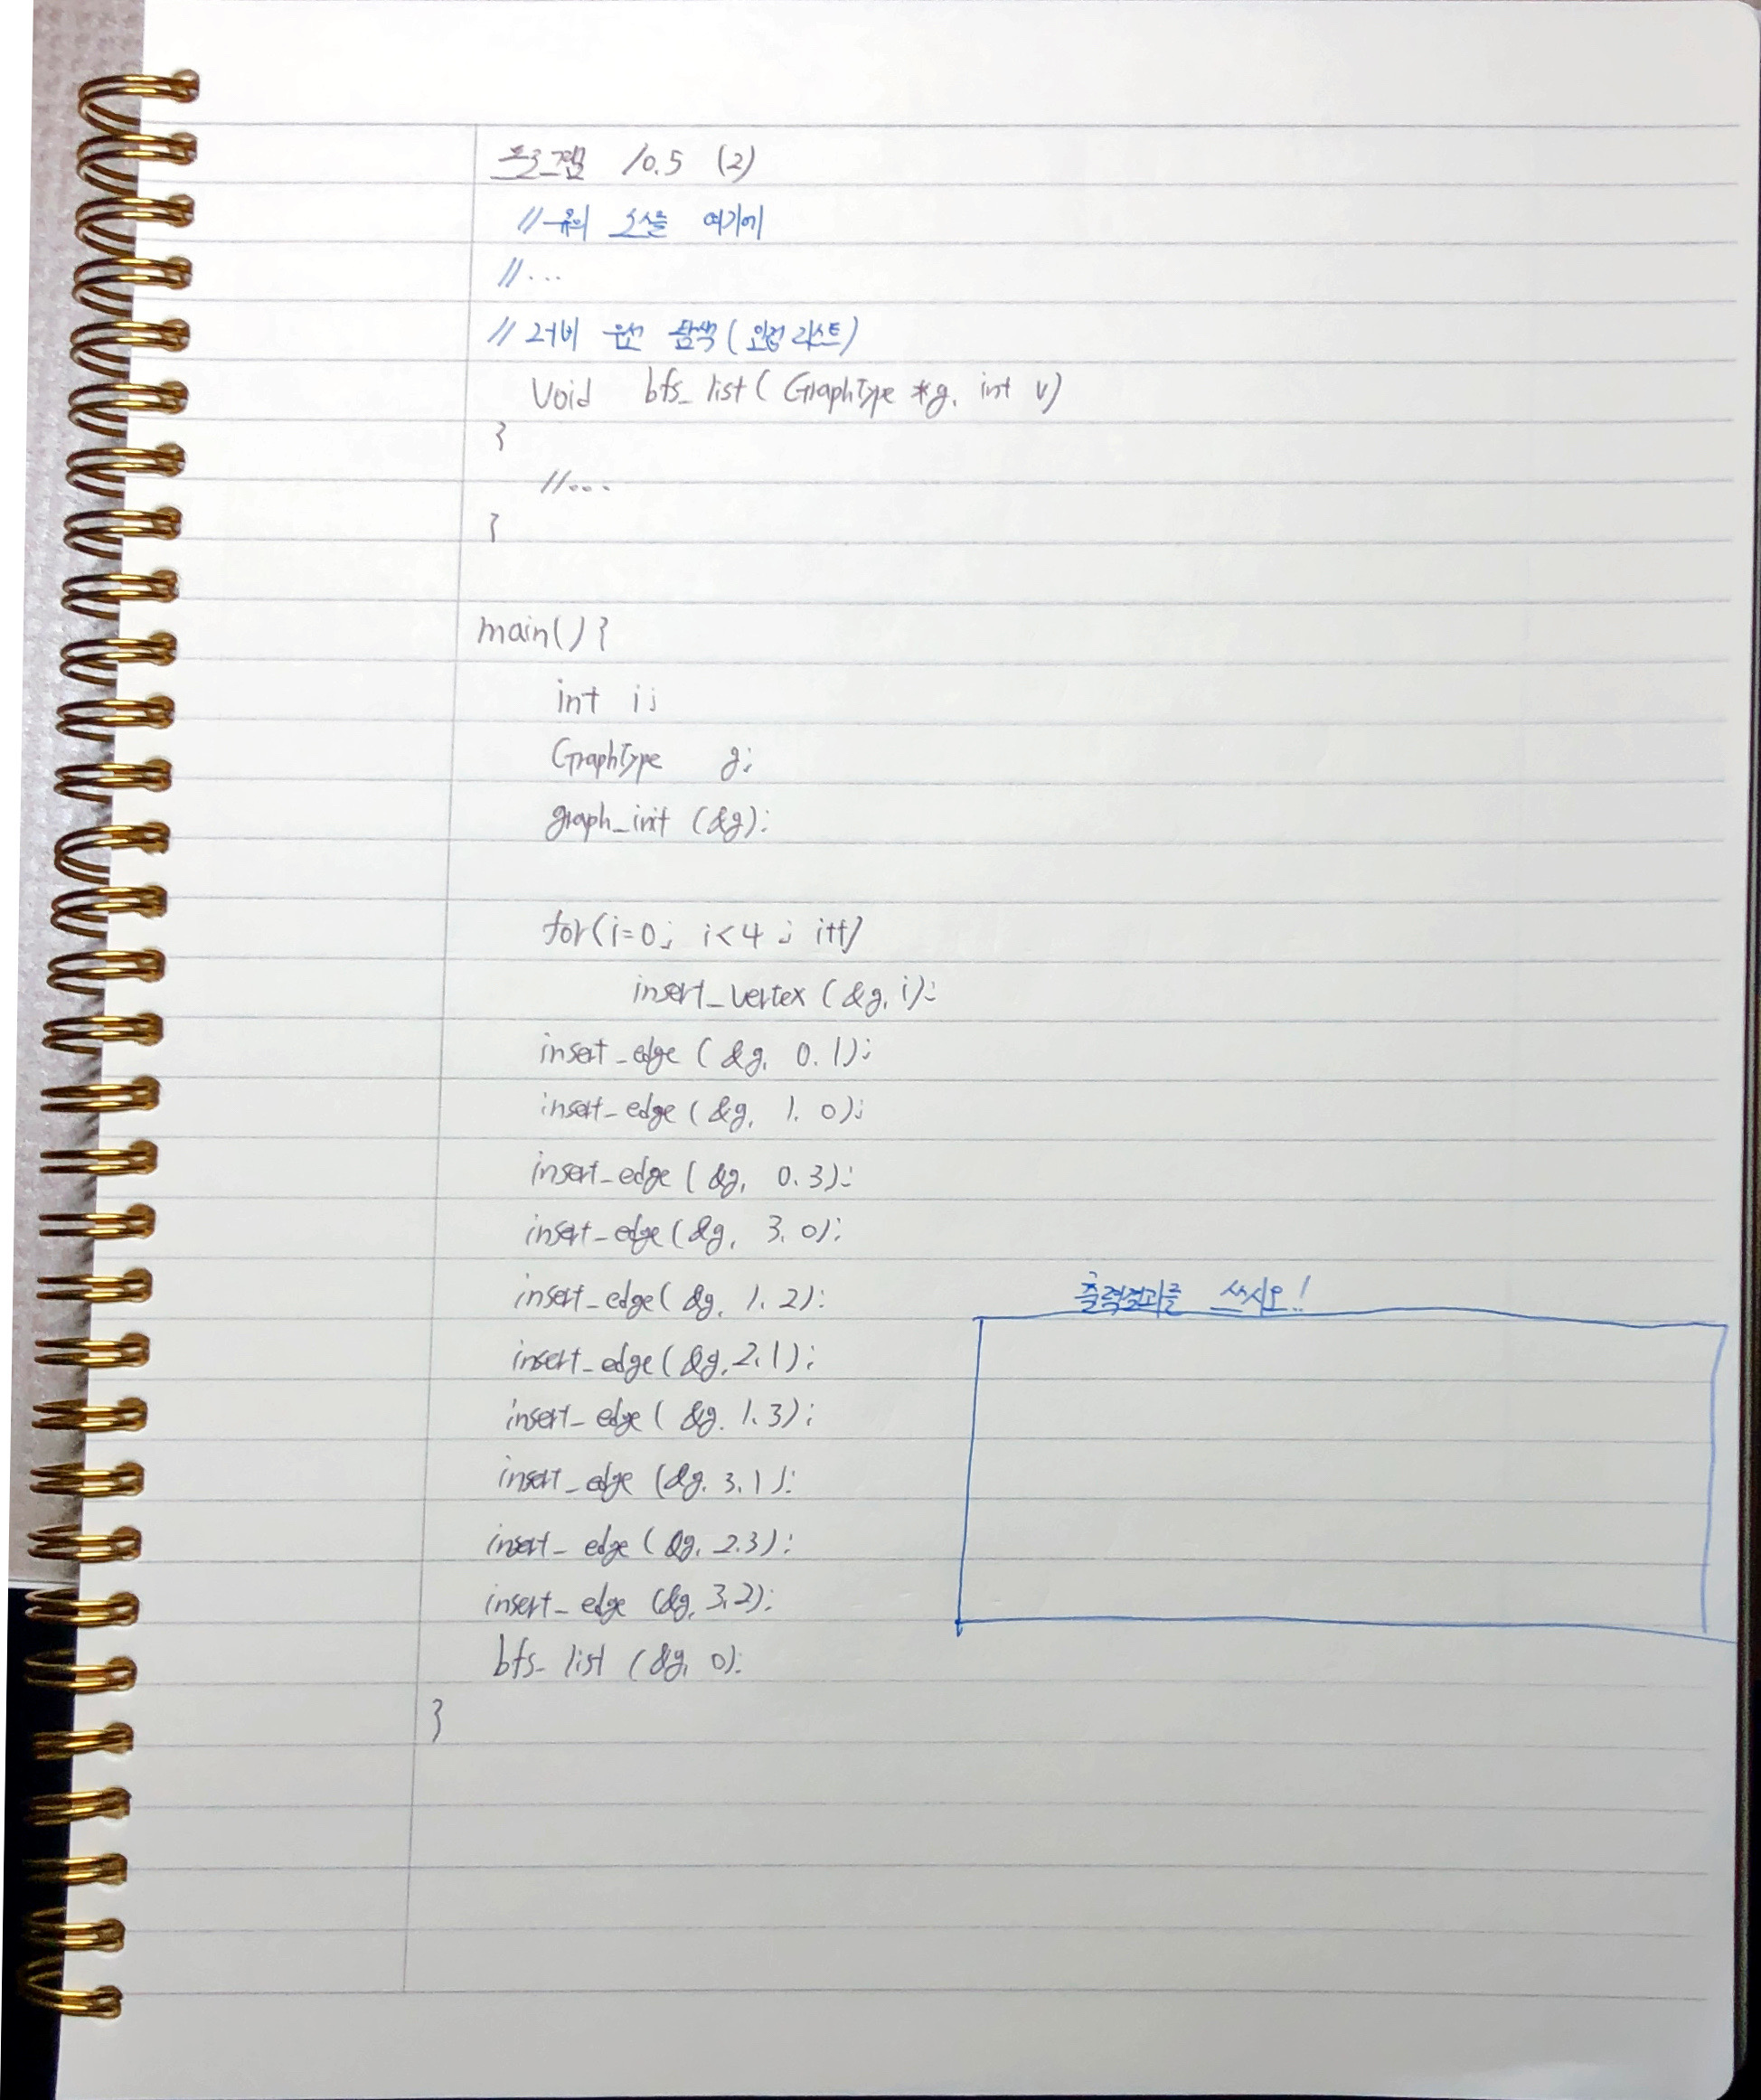 프로그램 10.5 (2)
// 큐의 소스를 여기에
//...
// 너비 우선 탐색 (인접 리스트)
Void bfs_list( GraphType *g, int v)
}
//...
}
main() {
int i;
GraphType g;
graph_init (&g);
for(i=0; i<4; i++)
insert_vertex (&g, i);
insert_edge ( &g, 0.1);
insert_edge ( &g, 1. 0);
insert_edge ( &g, 0.3);
insert_edge(&g, 3. 0);
insert_edge( &g, 1. 2);
insert_edge( &g, 2. 1);
insert_edge( &g. 1. 3);
insert_edge (&g. 3. 1);
insert_edge ( &g. 2.3);
출력결과를 쓰시오!
insert_edge (&g, 3,2);
bfs_list (&g, 0);
}